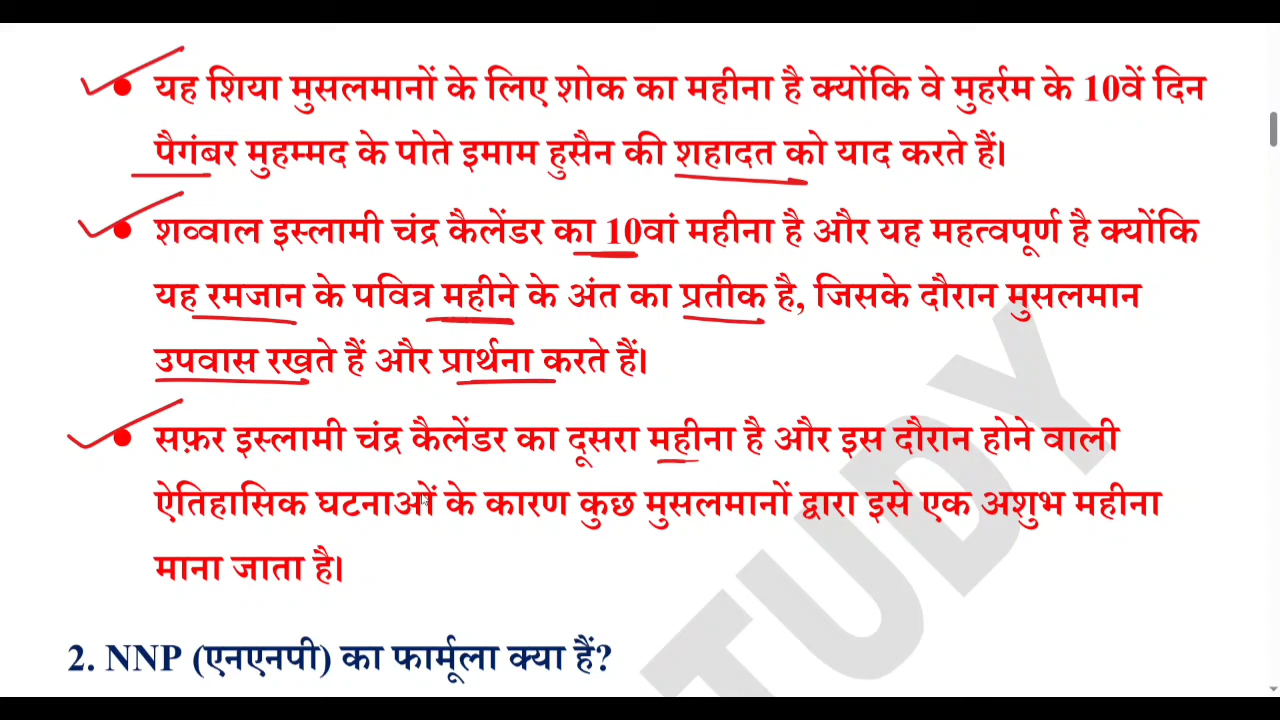 • यह शिया मुसलमानों के लिए शोक का महीना है क्योंकि वे मुहर्रम के 10वें दिन
पैगंबर मुहम्मद के पोते इमाम हुसैन की शहादत को याद करते हैं।
• शव्वाल इस्लामी चंद्र कैलेंडर का 10वां महीना है और यह महत्वपूर्ण है क्योंकि
यह रमजान के पवित्र महीने के अंत का प्रतीक है, जिसके दौरान मुसलमान
उपवास रखते हैं और प्रार्थना करते हैं।
• सफ़र इस्लामी चंद्र कैलेंडर का दूसरा महीना है और इस दौरान होने वाली
ऐतिहासिक घटनाओं के कारण कुछ मुसलमानों द्वारा इसे एक अशुभ महीना
माना जाता है।
2. NNP (एनएनपी) का फार्मूला क्या हैं?
TUDY